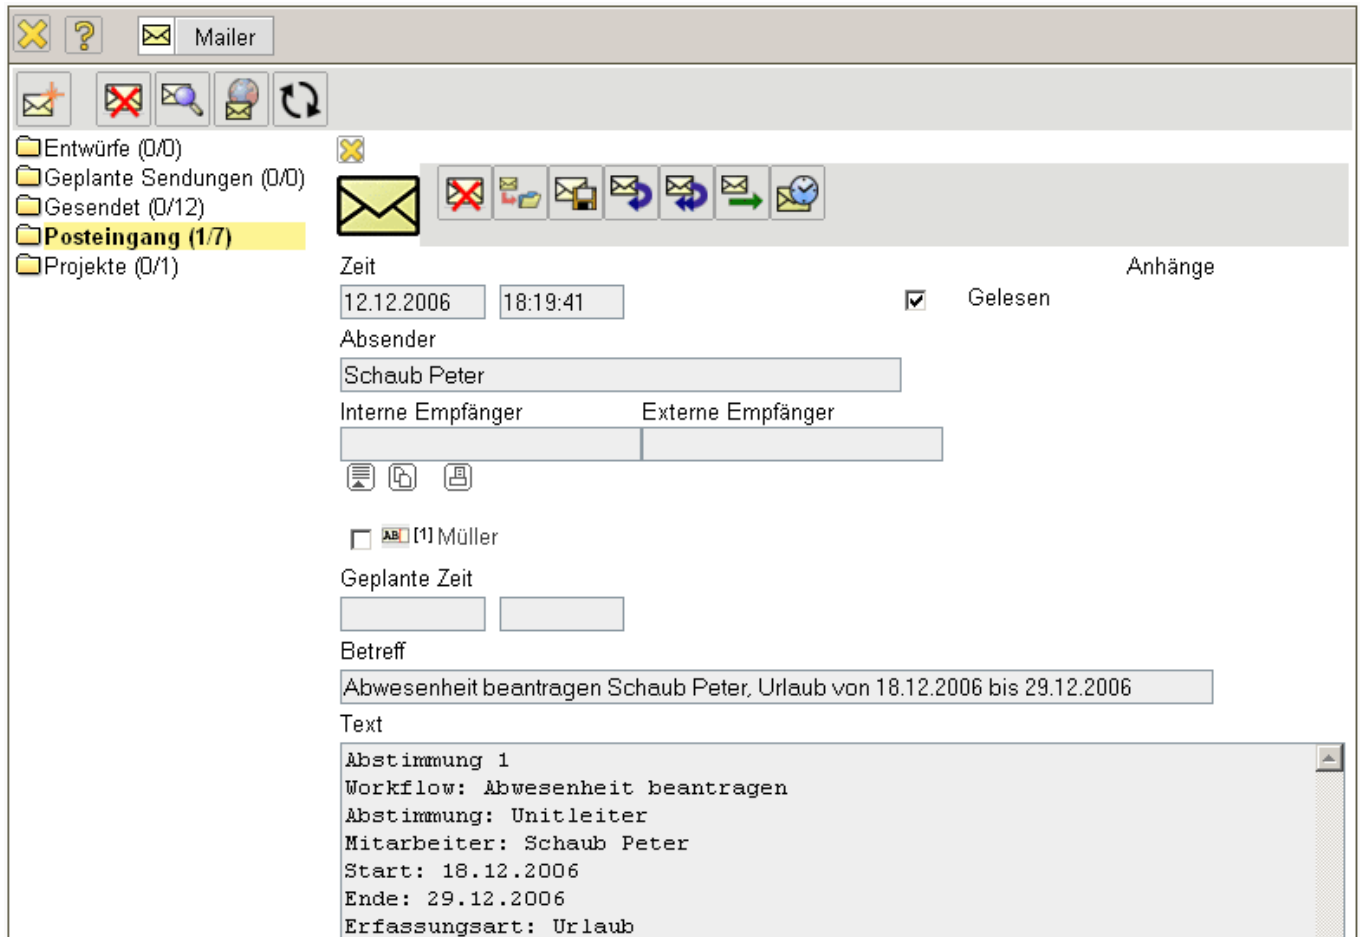 Mailer
Entwürfe (0/0)
Geplante Sendungen (0/0)
Gesendet (0/12)
Posteingang (1/7)
Projekte (0/1)
Zeit
Anhänge
12.12.2006 18:19:41
Gelesen
Absender
Schaub Peter
Interne Empfänger Externe Empfänger
AB [1] Müller
Geplante Zeit
Betreff
Abwesenheit beantragen Schaub Peter, Urlaub von 18.12.2006 bis 29.12.2006
Text
Abstimmung 1
Workflow: Abwesenheit beantragen
Abstimmung: Unitleiter
Mitarbeiter: Schaub Peter
Start: 18.12.2006
Ende: 29.12.2006
Erfassungsart: Urlaub